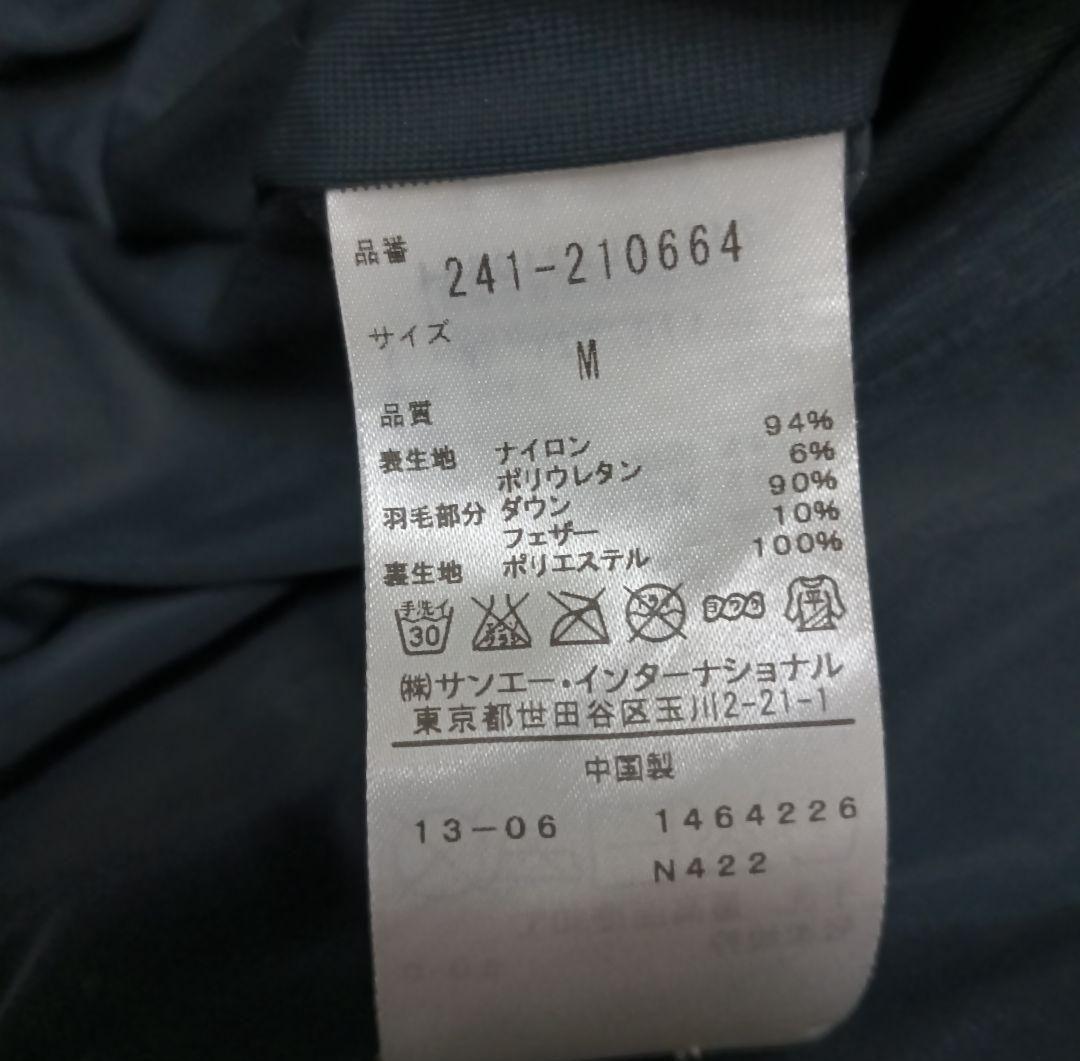 品番 241-210664
サイズ
M
品質
表生地 ナイロン 94%
ポリウレタン 6%
羽毛部分 ダウン 90%
フェザー 10%
裏生地 ポリエステル 100%
手洗イ 30 ヨワク 平
(株)サンエー・インターナショナル
東京都世田谷区玉川2-21-1
中国製
13-06 1464226
N422